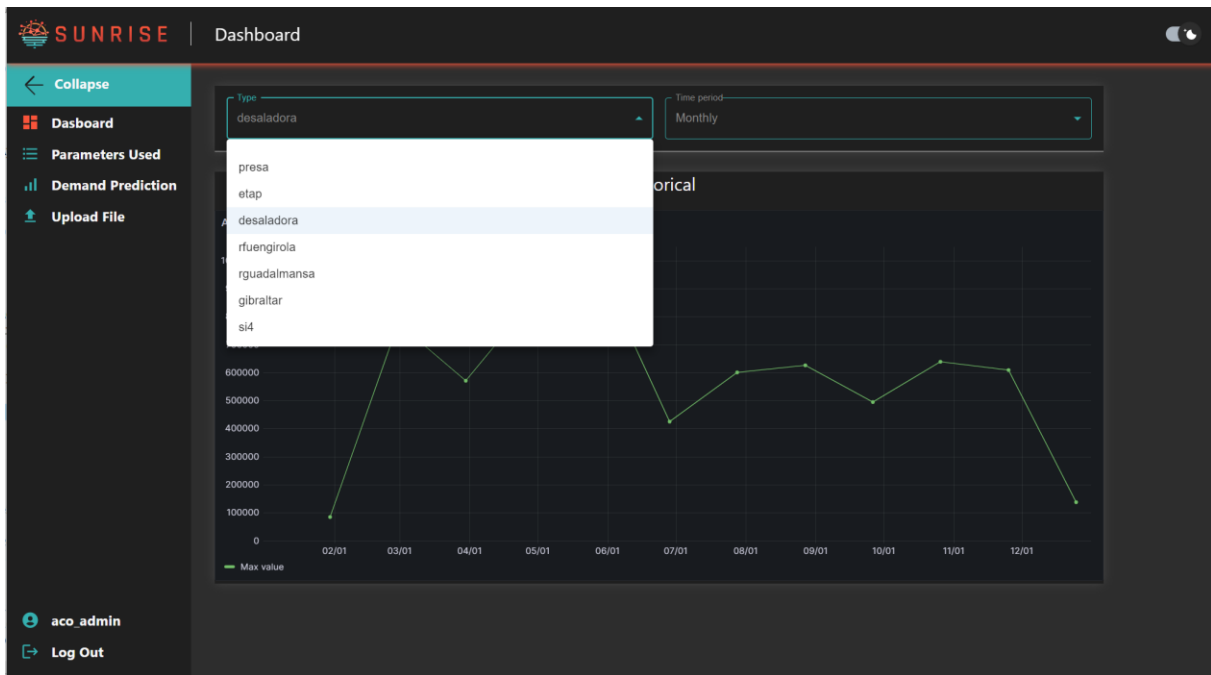 SUNRISE
Dashboard
Collapse
Dasboard
Parameters Used
Demand Prediction
Upload File
aco_admin
Log Out
Type
desaladora
Time period
Monthly
presa
etap
desaladora
rfuengirola
rguadalmansa
gibraltar
si4
orical
600000
500000
400000
300000
200000
100000
0
02/01 03/01 04/01 05/01 06/01 07/01 08/01 09/01 10/01 11/01 12/01
Max value